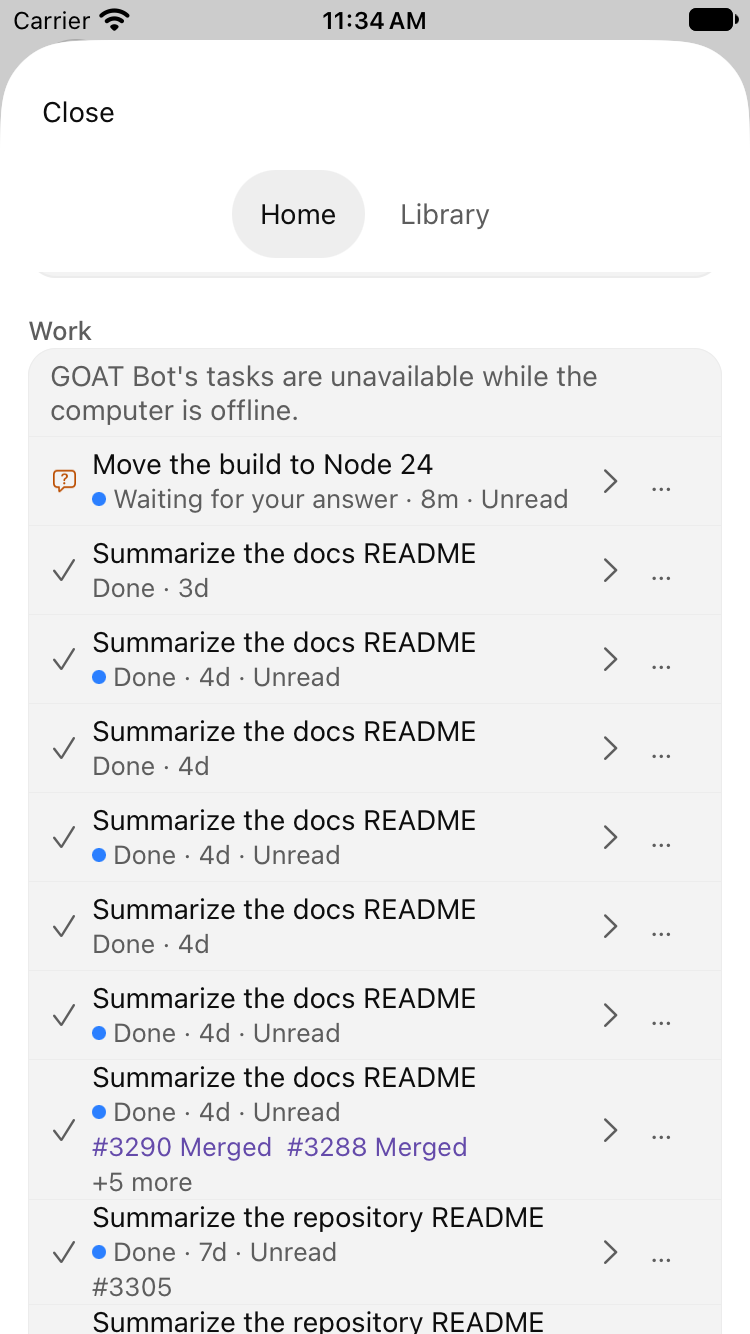 Carrier 11:34 AM
Close
Home Library
Work
GOAT Bot's tasks are unavailable while the
computer is offline.
Move the build to Node 24
Waiting for your answer · 8m · Unread
...
Summarize the docs README
Done · 3d
...
Summarize the docs README
Done · 4d · Unread
...
Summarize the docs README
Done · 4d
...
Summarize the docs README
Done · 4d · Unread
...
Summarize the docs README
Done · 4d
...
Summarize the docs README
Done · 4d · Unread
...
Summarize the docs README
Done · 4d · Unread
#3290 Merged #3288 Merged
+5 more
...
Summarize the repository README
Done · 7d · Unread
#3305
...
Summarize the repository README